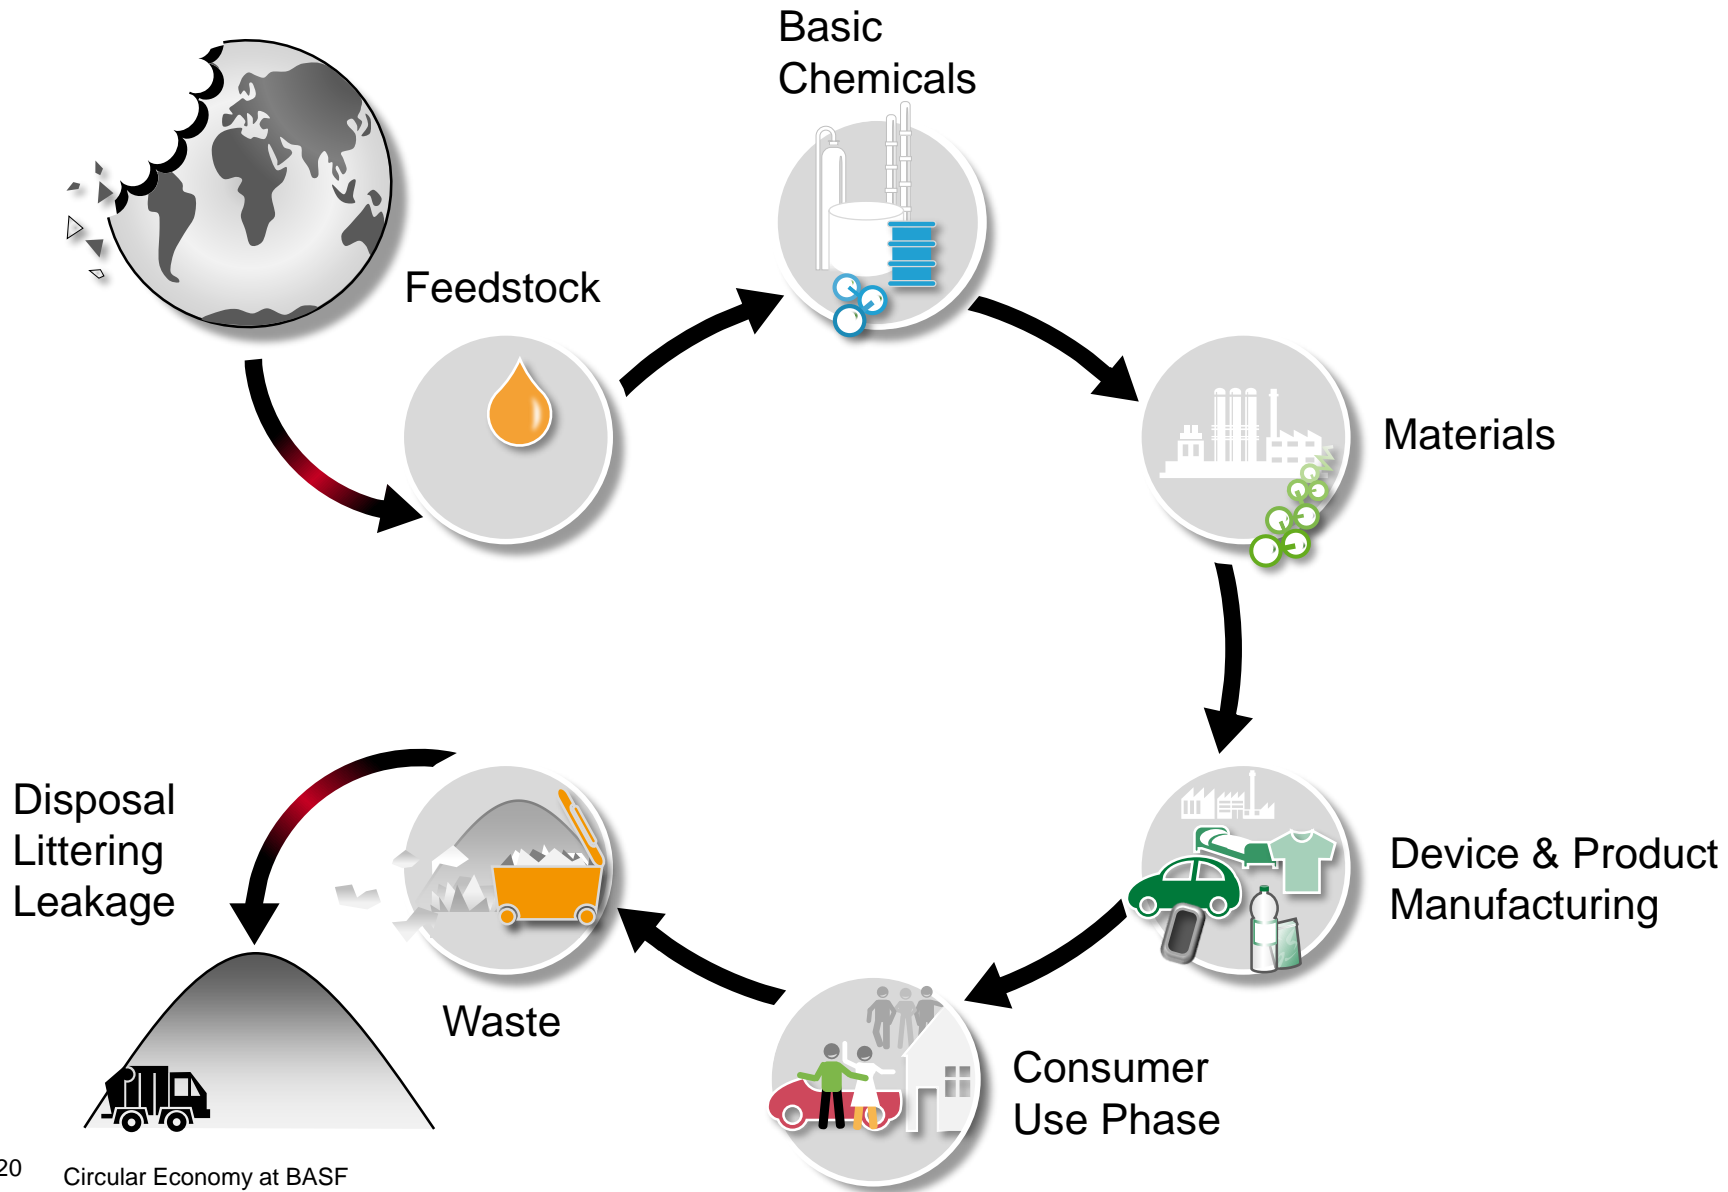 Basic
Chemicals
Feedstock
Materials
Disposal
Littering
Leakage
Device & Product
Manufacturing
Waste
Consumer
Use Phase
20
Circular Economy at BASF